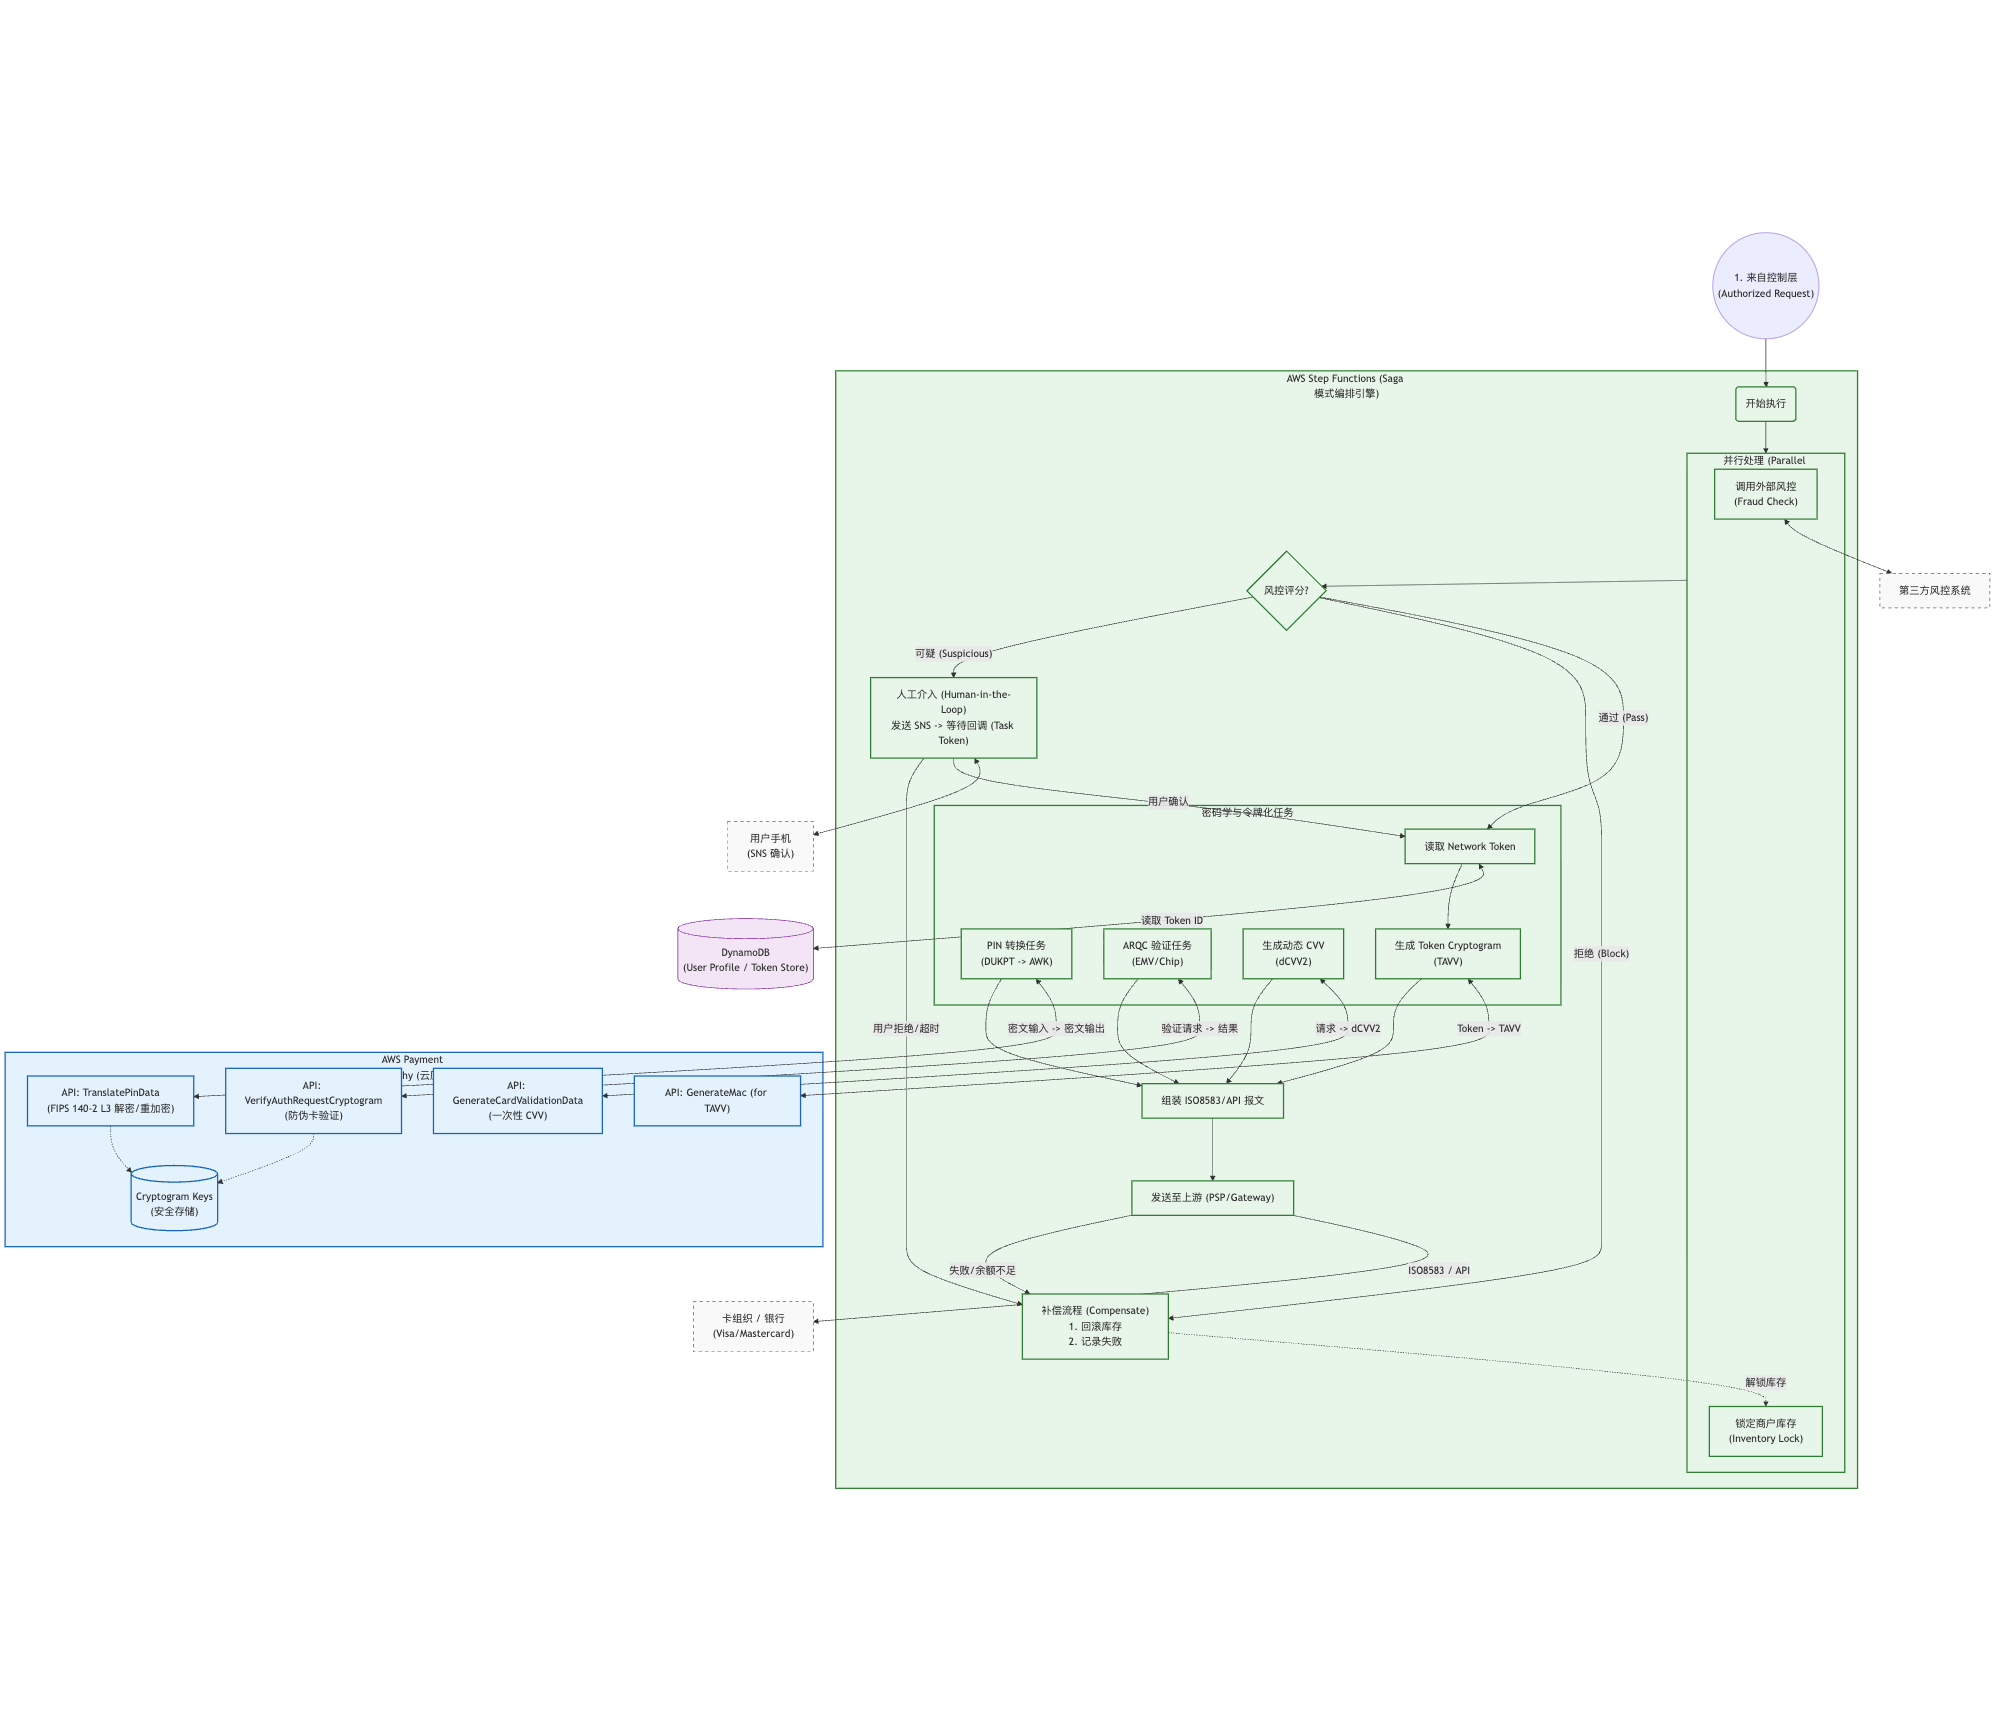 1. 来自控制层
(Authorized Request)
AWS Step Functions (Saga
模式编排引擎)
开始执行
并行处理 (Parallel
调用外部风控
(Fraud Check)
风控评分?
第三方风控系统
可疑 (Suspicious)
人工介入 (Human-in-the-
Loop)
发送 SNS -> 等待回调 (Task
Token)
通过 (Pass)
用户确认
密码学与令牌化任务
用户手机
(SNS 确认)
读取 Network Token
读取 Token ID
DynamoDB
(User Profile / Token Store)
PIN 转换任务
(DUKPT -> AWK)
ARQC 验证任务
(EMV/Chip)
生成动态 CVV
(dCVV2)
生成 Token Cryptogram
(TAVV)
拒绝 (Block)
用户拒绝/超时
密文输入 -> 密文输出
验证请求 -> 结果
请求 -> dCVV2
Token -> TAVV
AWS Payment
API: TranslatePinData
(FIPS 140-2 L3 解密/重加密)
API:
VerifyAuthRequestCryptogram
(防伪卡验证)
API:
GenerateCardValidationData
(一次性 CVV)
API: GenerateMac (for
TAVV)
组装 ISO8583/API 报文
Cryptogram Keys
(安全存储)
发送至上游 (PSP/Gateway)
失败/余额不足
ISO8583 / API
卡组织 / 银行
(Visa/Mastercard)
补偿流程 (Compensate)
1. 回滚库存
2. 记录失败
解锁库存
锁定商户库存
(Inventory Lock)